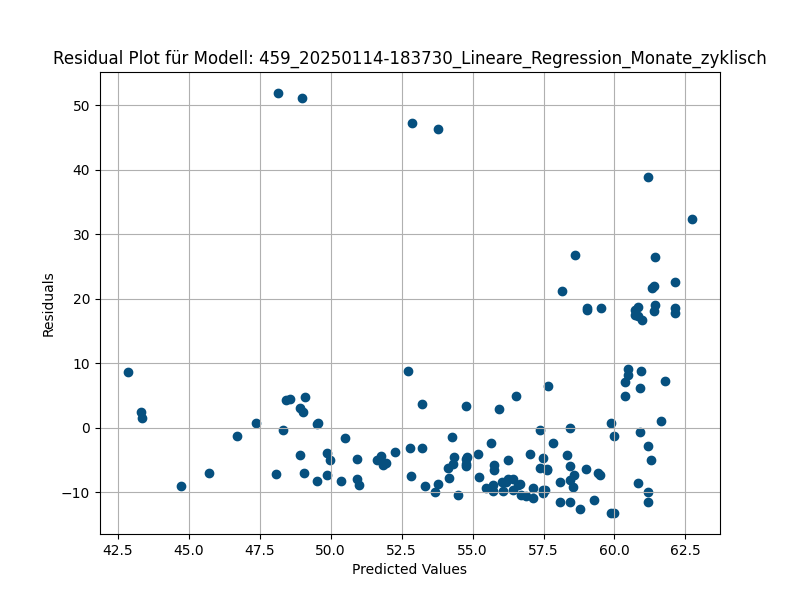 Residual Plot für Modell: 459_20250114-183730_Lineare_Regression_Monate_zyklisch
50
40
30
20
10
0
−10
Residuals
42.5 45.0 47.5 50.0 52.5 55.0 57.5 60.0 62.5
Predicted Values